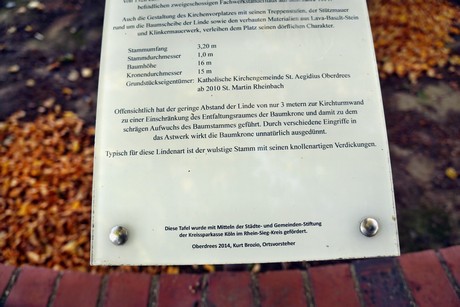 befindlichen zweigeschossigen Fachwerkständerhaus
Auch die Gestaltung des Kirchenvorplatzes mit seinen Treppenstufen, der Stützmauer
rund um die Baumscheibe der Linde sowie den verbauten Materialien aus Lava-Basalt-Stein
und Klinkermauerwerk, verleihen dem Platz seinen dörflichen Charakter.
Stammumfang 3,20 m
Stammdurchmesser 1,0 m
Baumhöhe 16 m
Kronendurchmesser 15 m
Grundstückseigentümer: Katholische Kirchengemeinde St. Aegidius Oberdrees
ab 2010 St. Martin Rheinbach
Offensichtlich hat der geringe Abstand der Linde von nur 3 metern zur Kirchturmwand
zu einer Einschränkung des Entfaltungsraumes der Baumkrone und damit zu dem
schrägen Aufwuchs des Baumstammes geführt. Durch verschiedene Eingriffe in
das Astwerk wirkt die Baumkrone unnatürlich ausgedünnt.
Typisch für diese Lindenart ist der wulstige Stamm mit seinen knollenartigen Verdickungen.
Diese Tafel wurde mit Mitteln der Städte- und Gemeinden-Stiftung
der Kreissparkasse Köln im Rhein-Sieg-Kreis gefördert.
Oberdrees 2014, Kurt Brozio, Ortsvorsteher